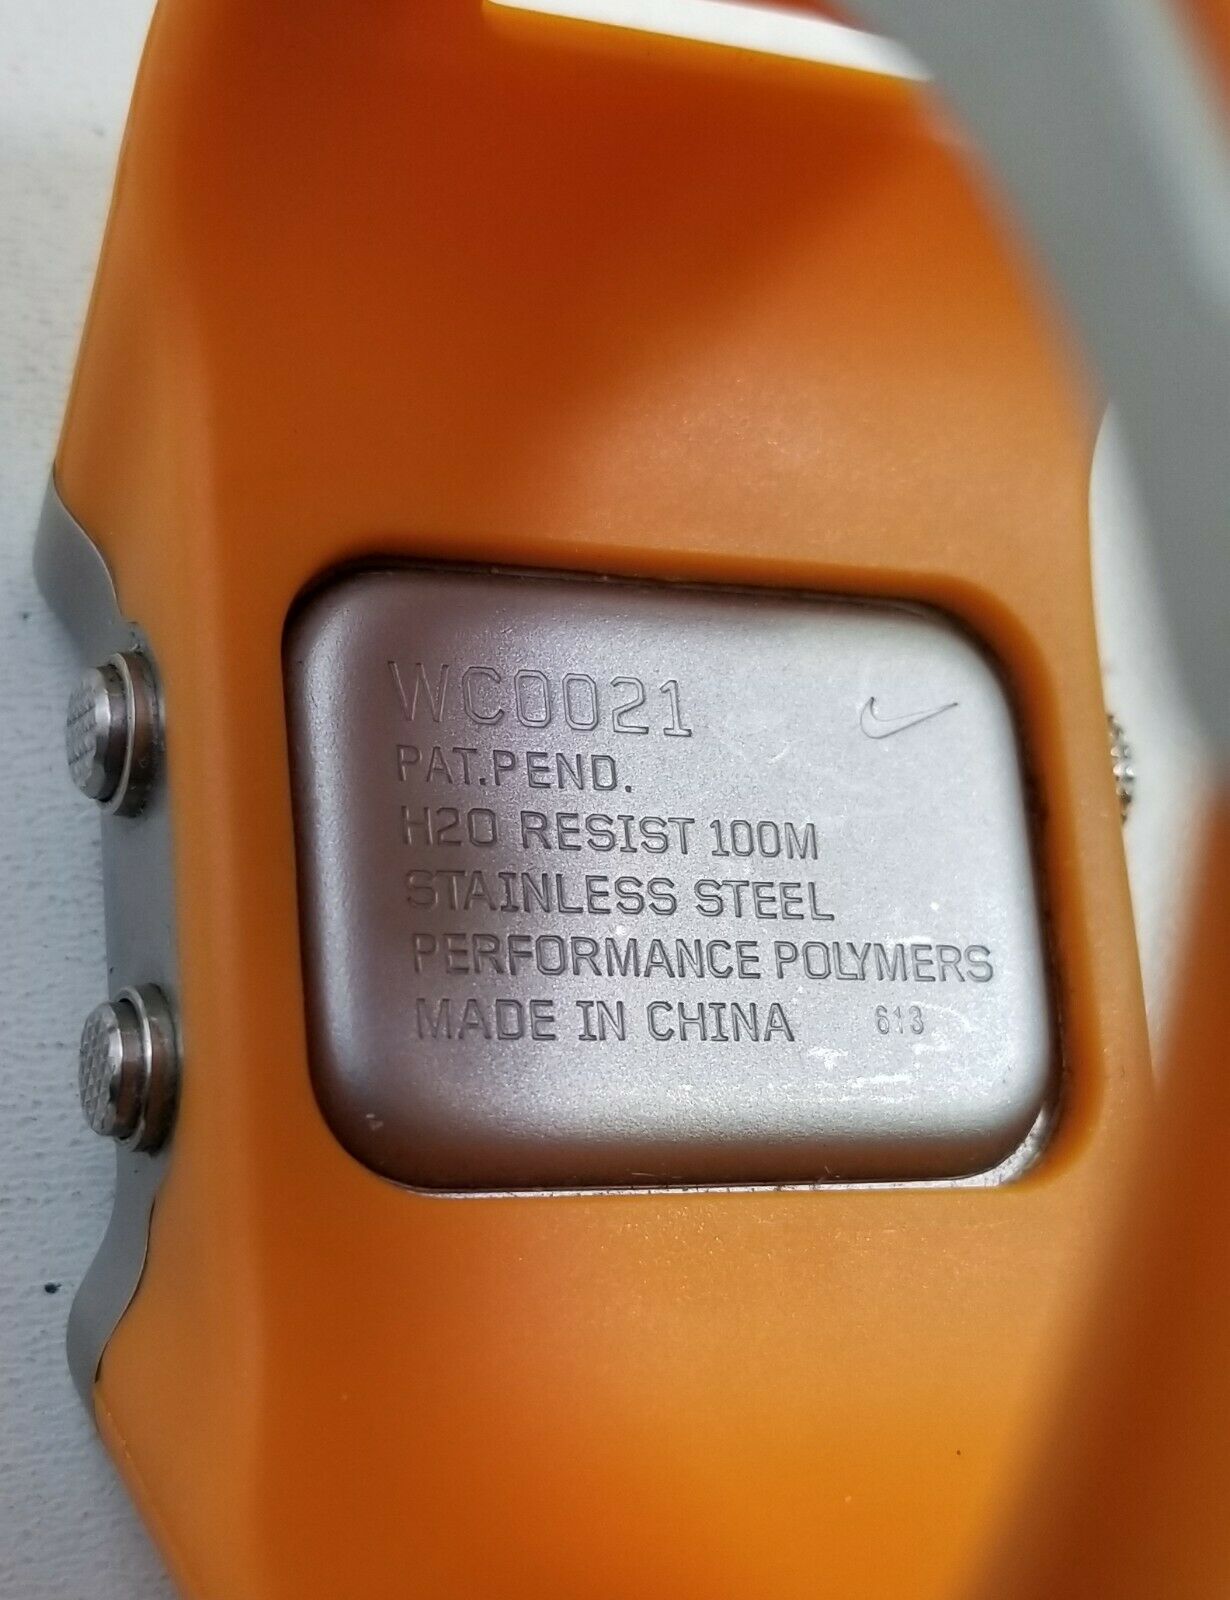 WC0021
PAT.PEND.
H2O RESIST 100M
STAINLESS STEEL
PERFORMANCE POLYMERS
MADE IN CHINA 613